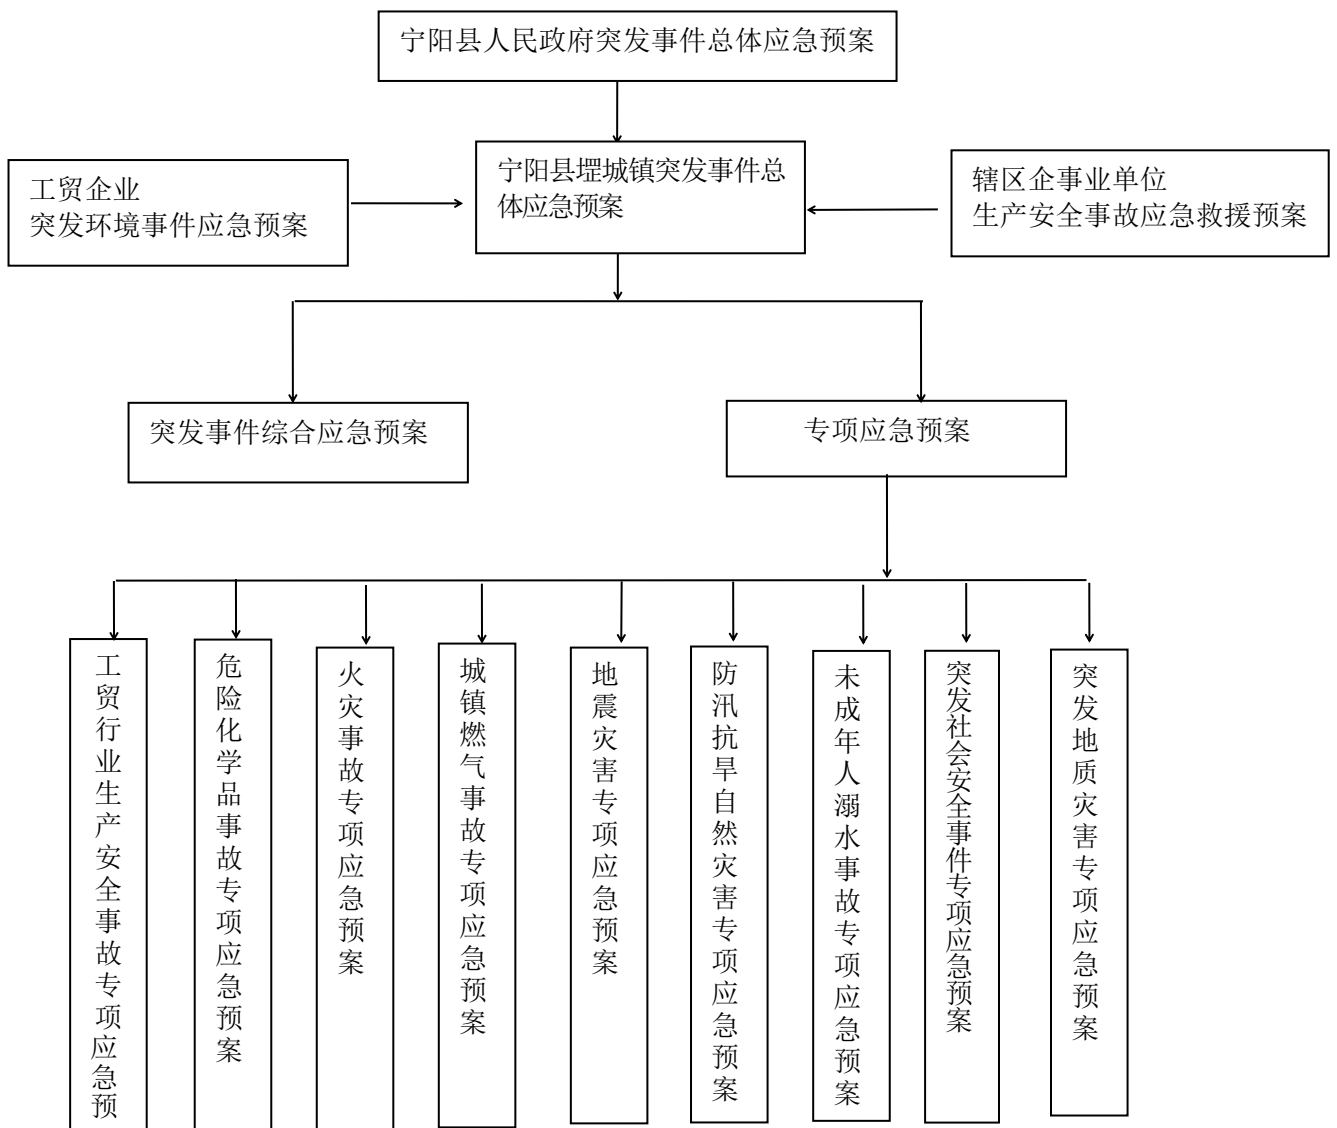 宁阳县人民政府突发事件总体应急预案
工贸企业
突发环境事件应急预案
宁阳县堽城镇突发事件总
体应急预案
辖区企事业单位
生产安全事故应急救援预案
突发事件综合应急预案
专项应急预案
工贸行业生产安全事故专项应急预
危险化学品事故专项应急预案
火灾事故专项应急预案
城镇燃气事故专项应急预案
地震灾害专项应急预案
防汛抗旱自然灾害专项应急预案
未成年人溺水事故专项应急预案
突发社会安全事件专项应急预案
突发地质灾害专项应急预案